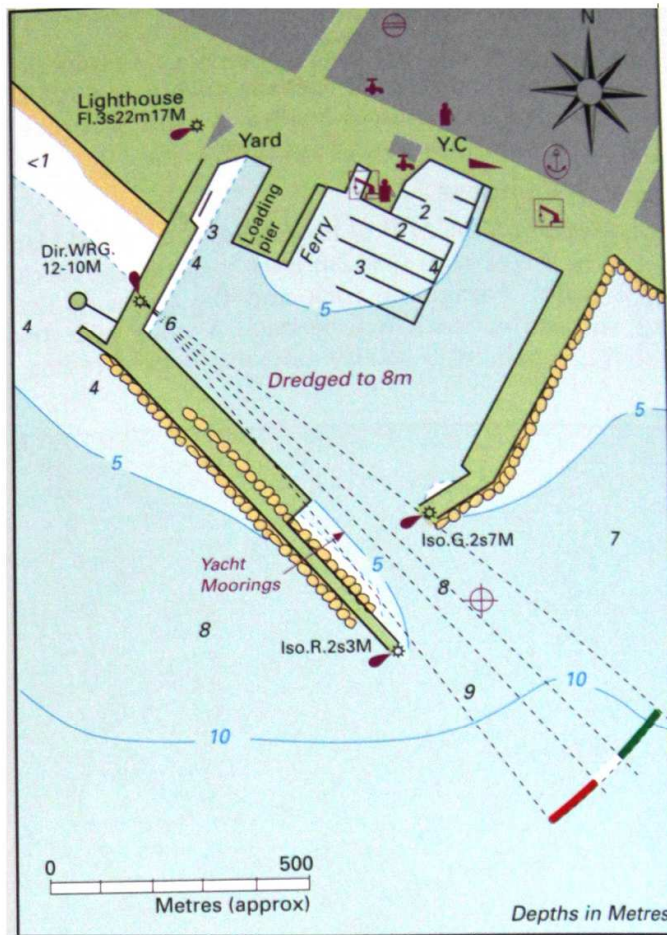 N
Lighthouse
Fl.3s22m17M
Yard
Y.C
<1
2
2
3
Loading
pier
Ferry
3
4
4
Dir.WRG.
12-10M
5
6
4
4
Dredged to 8m
5
5
Iso.G.2s7M
7
5
Yacht
Moorings
8
8
Iso.R.2s3M
9
10
10
0
500
Metres (approx)
Depths in Metres